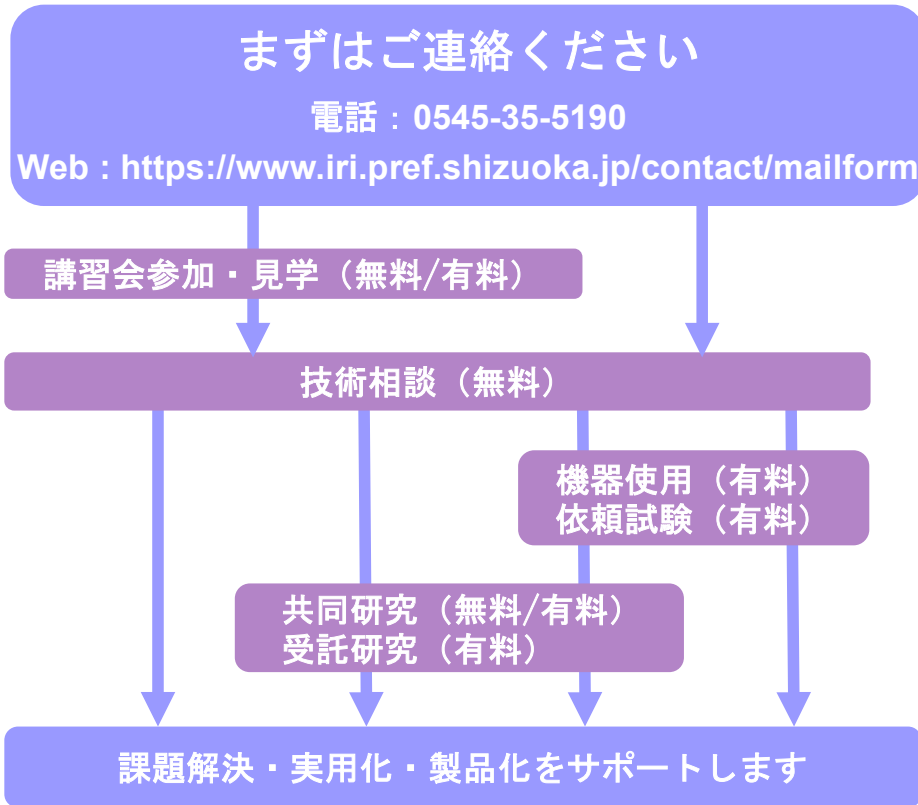 まずはご連絡ください
電話：0545-35-5190
Web：https://www.iri.pref.shizuoka.jp/contact/mailform
講習会参加・見学（無料/有料）
技術相談（無料）
機器使用（有料）
依頼試験（有料）
共同研究（無料/有料）
受託研究（有料）
課題解決・実用化・製品化をサポートします